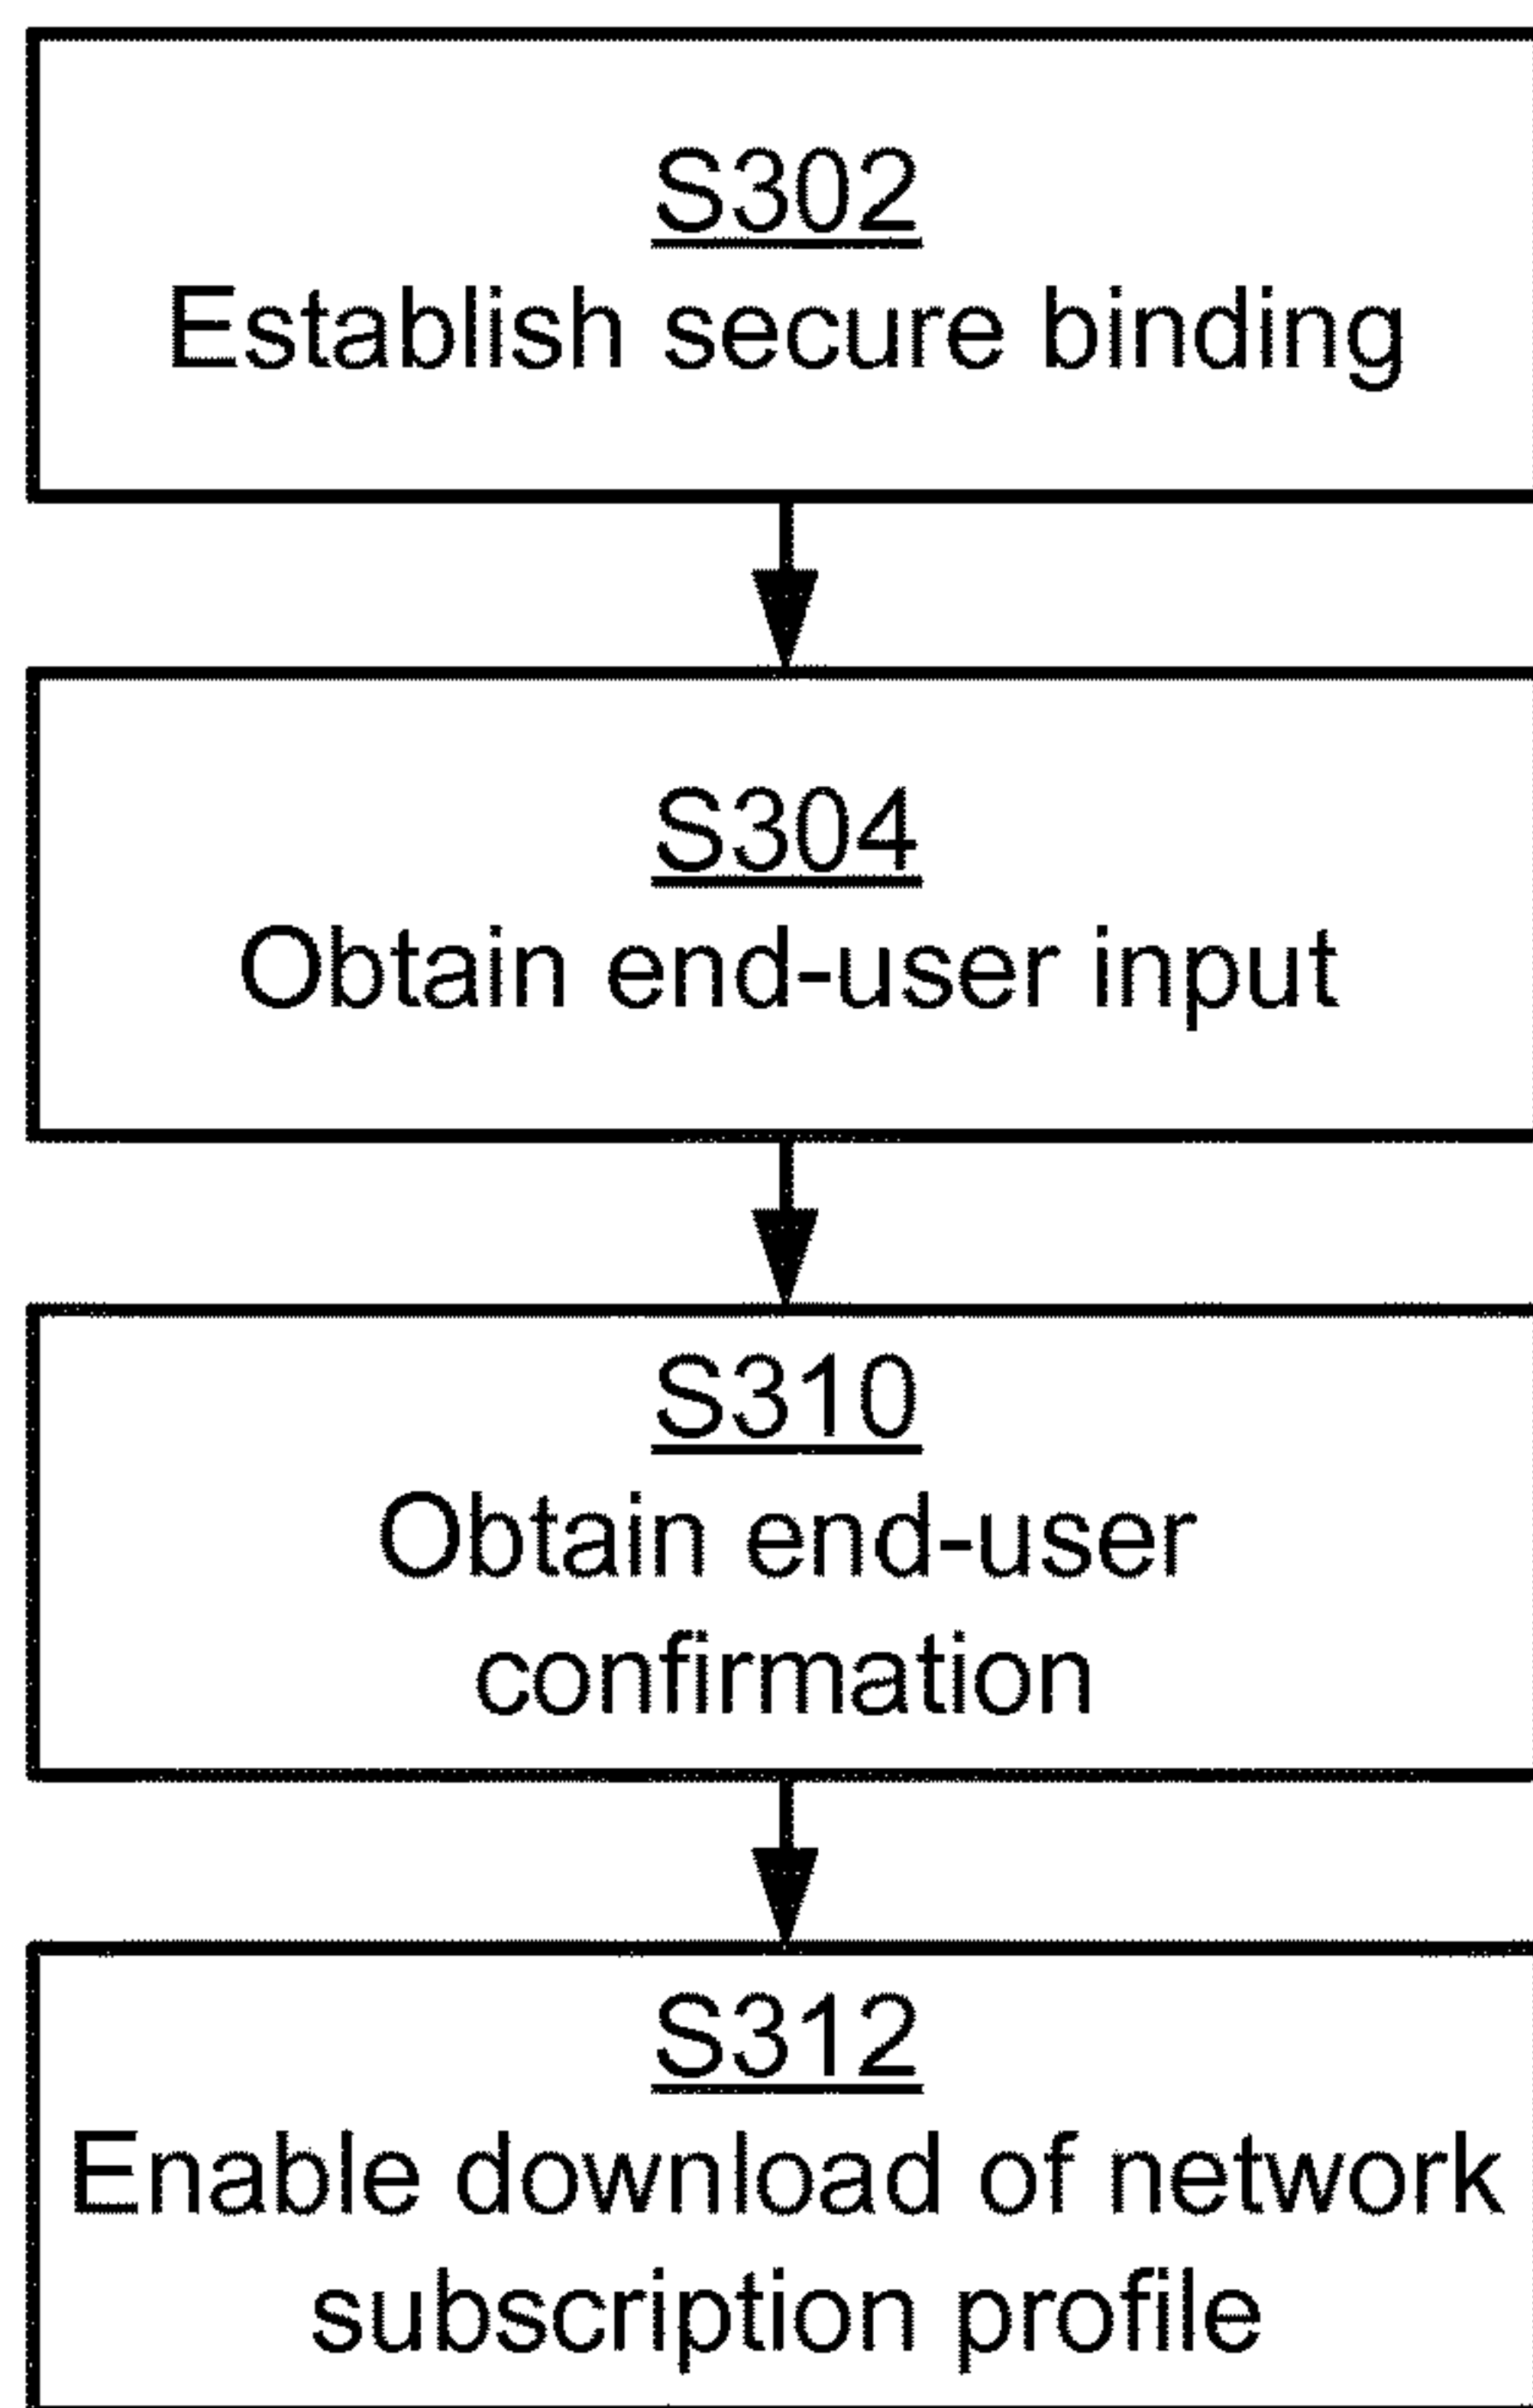 S302
Establish secure binding
S304
Obtain end-user input
S310
Obtain end-user
confirmation
S312
Enable download of network
subscription profile